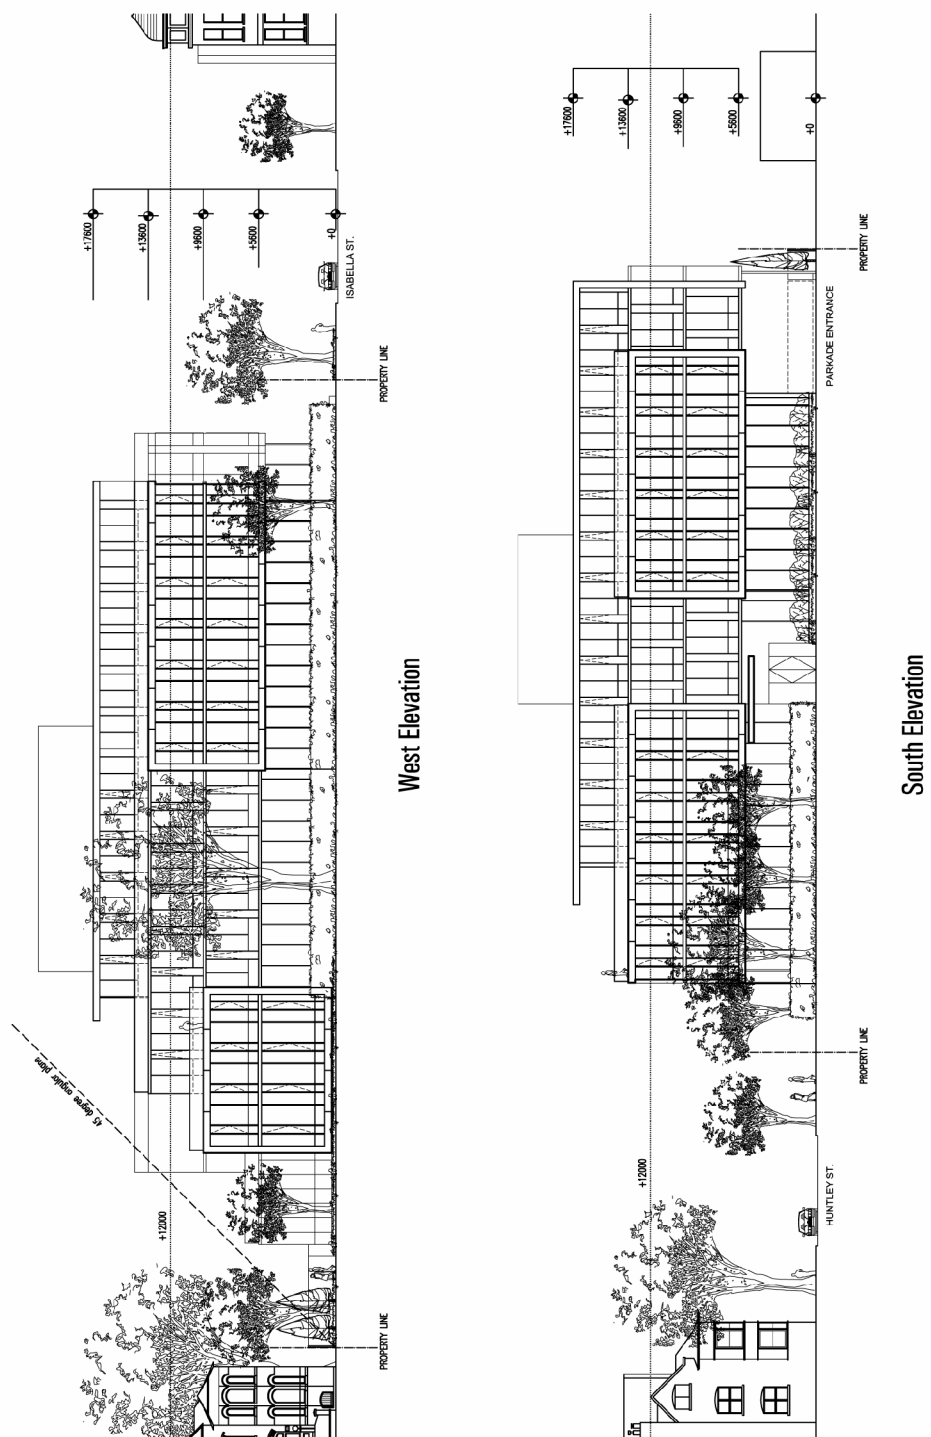 +17600
+13600
+9600
+5600
+0
ISABELLA ST.
PROPERTY LINE
45 degree angular plane
+12000
PROPERTY LINE
West Elevation
+17600
+13600
+9600
+5600
+0
PROPERTY LINE
PARKADE ENTRANCE
PROPERTY LINE
+12000
HUNTLEY ST.
South Elevation